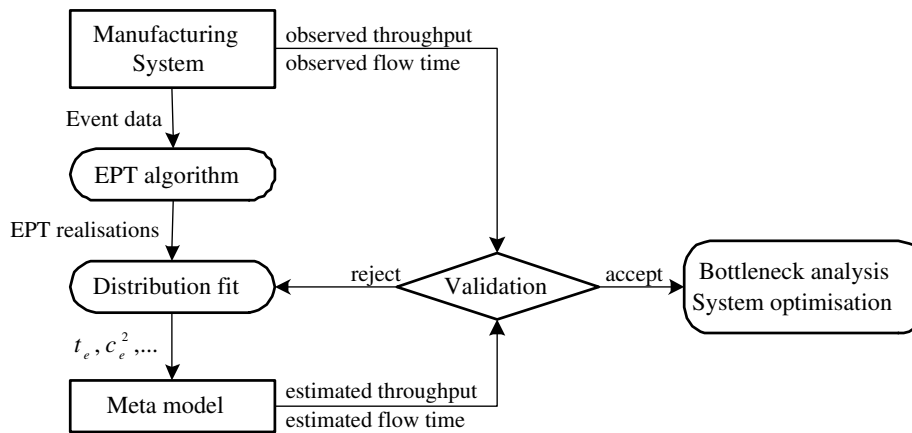 Manufacturing
System
observed throughput
observed flow time
Event data
EPT algorithm
EPT realisations
Distribution fit
reject
Validation
accept
Bottleneck analysis
System optimisation
t_e, c_e^2,...
Meta model
estimated throughput
estimated flow time